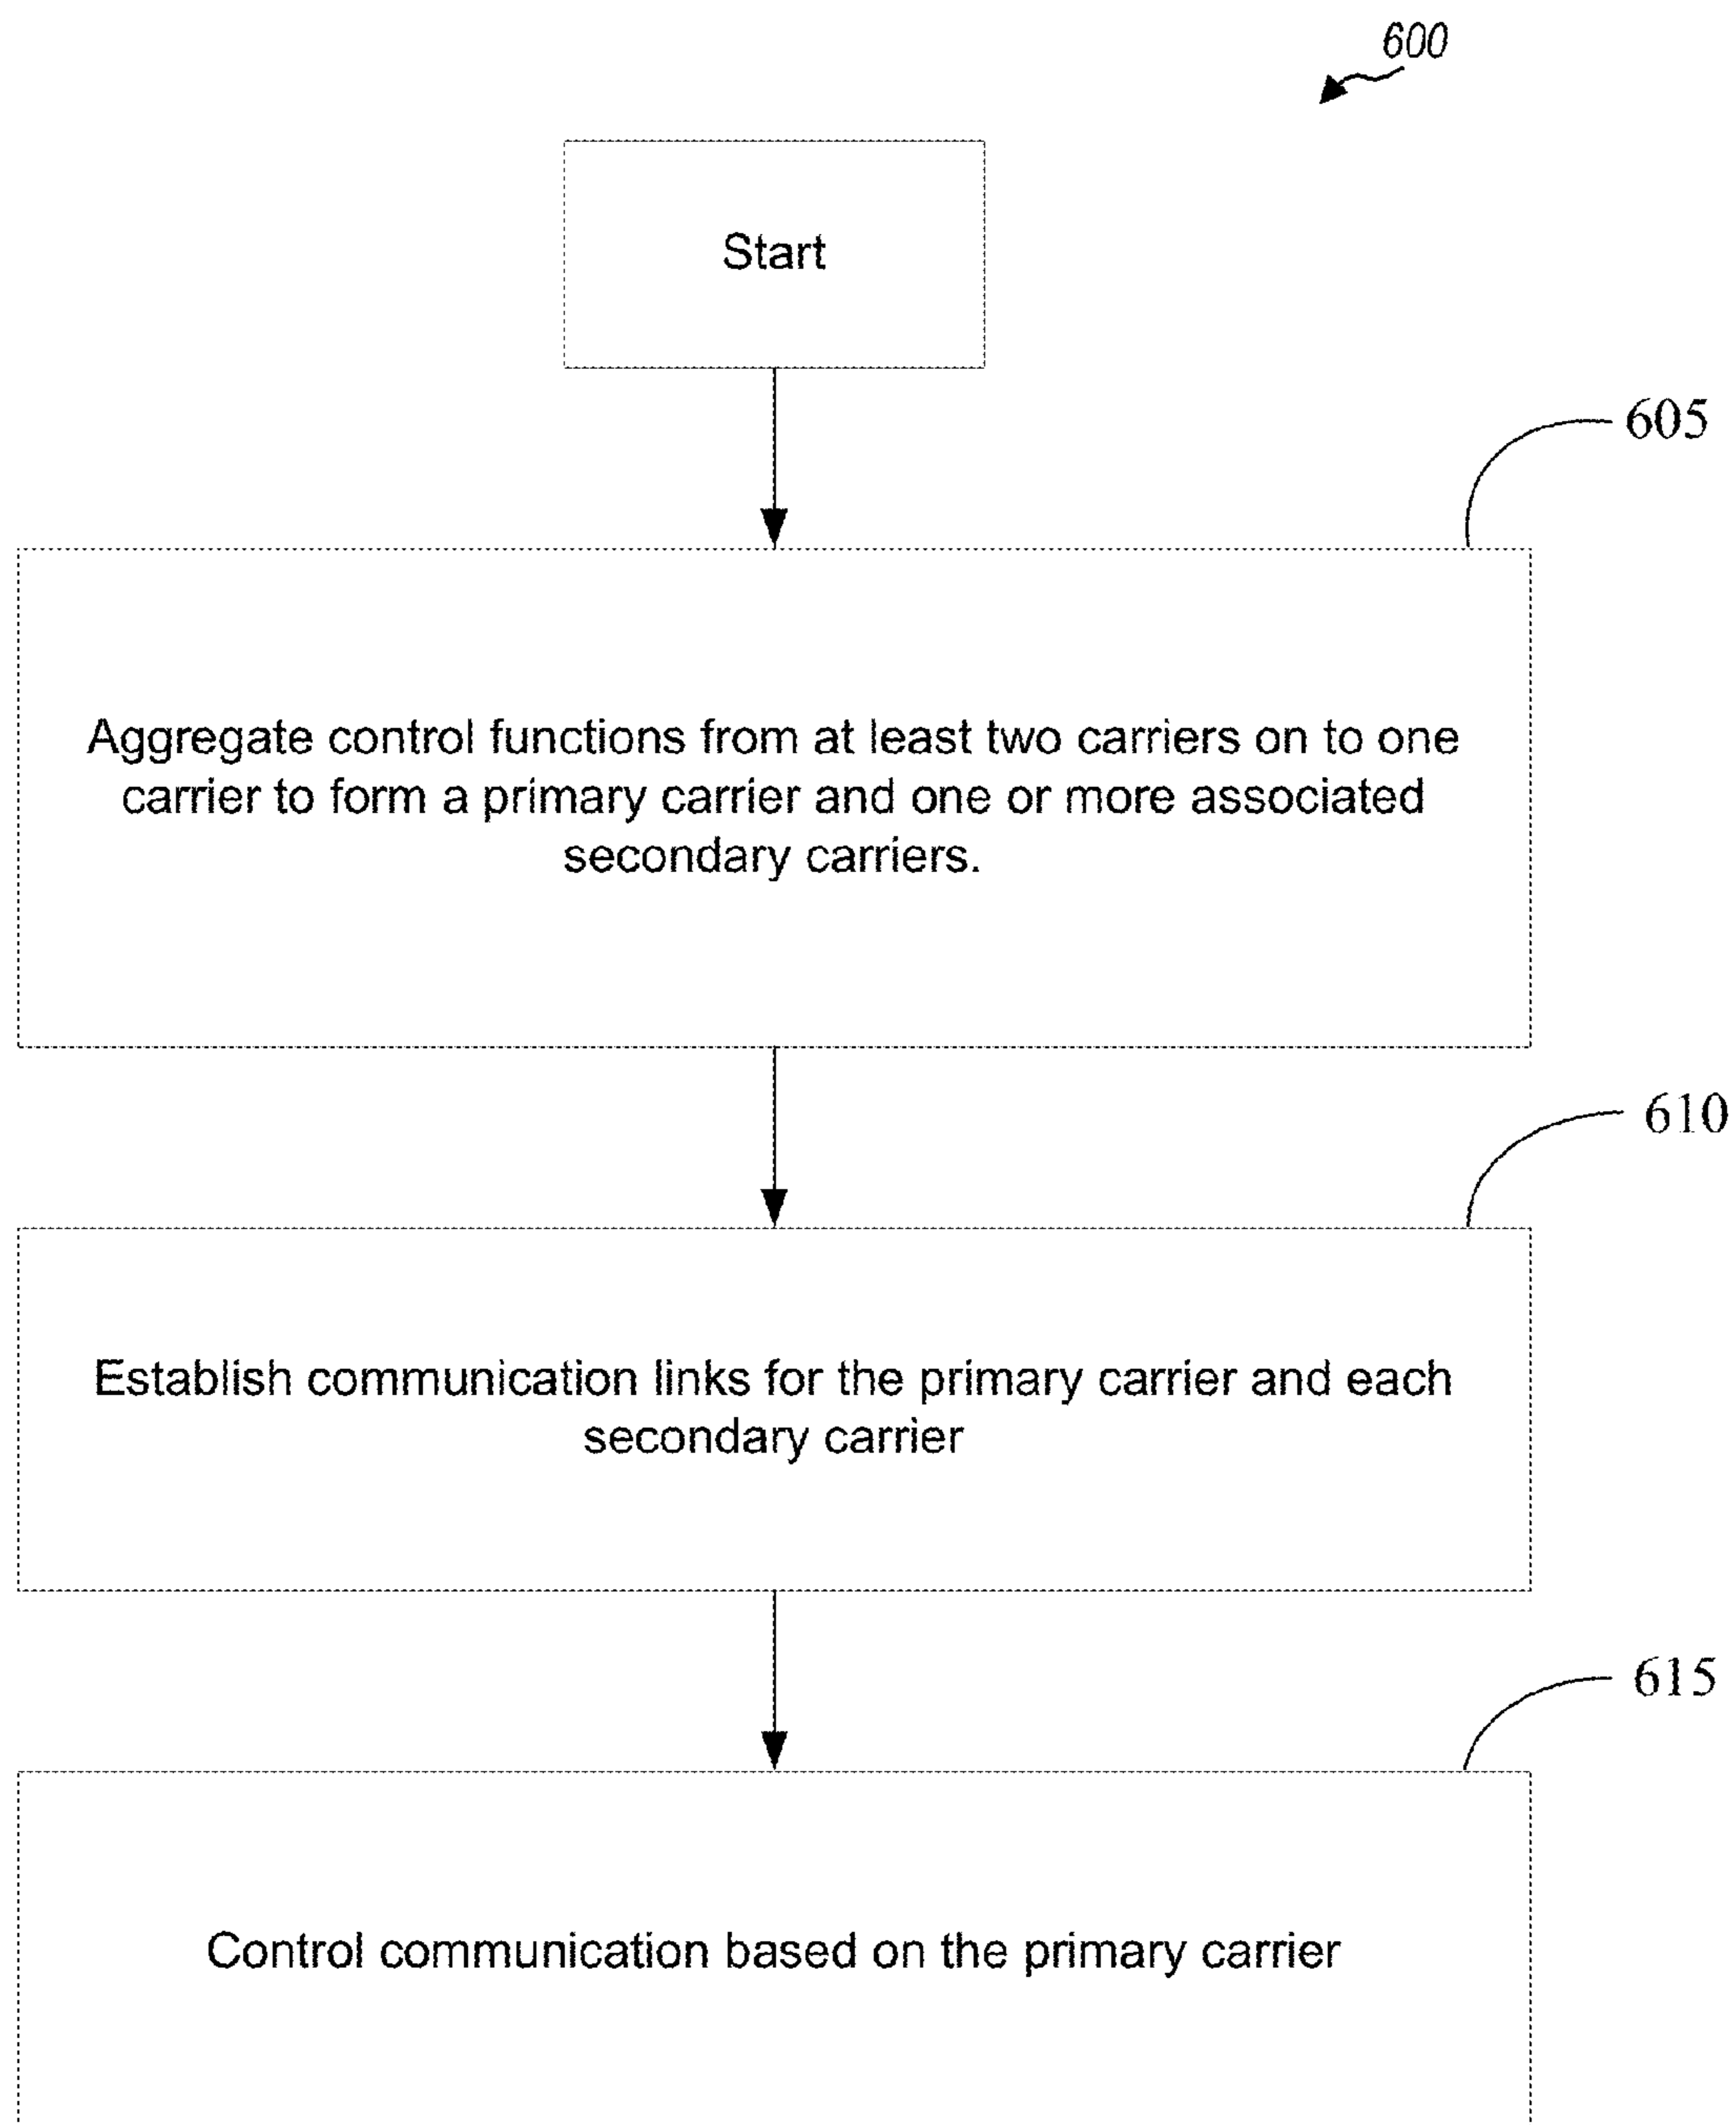 600
Start
605
Aggregate control functions from at least two carriers on to one
carrier to form a primary carrier and one or more associated
secondary carriers.
610
Establish communication links for the primary carrier and each
secondary carrier
615
Control communication based on the primary carrier